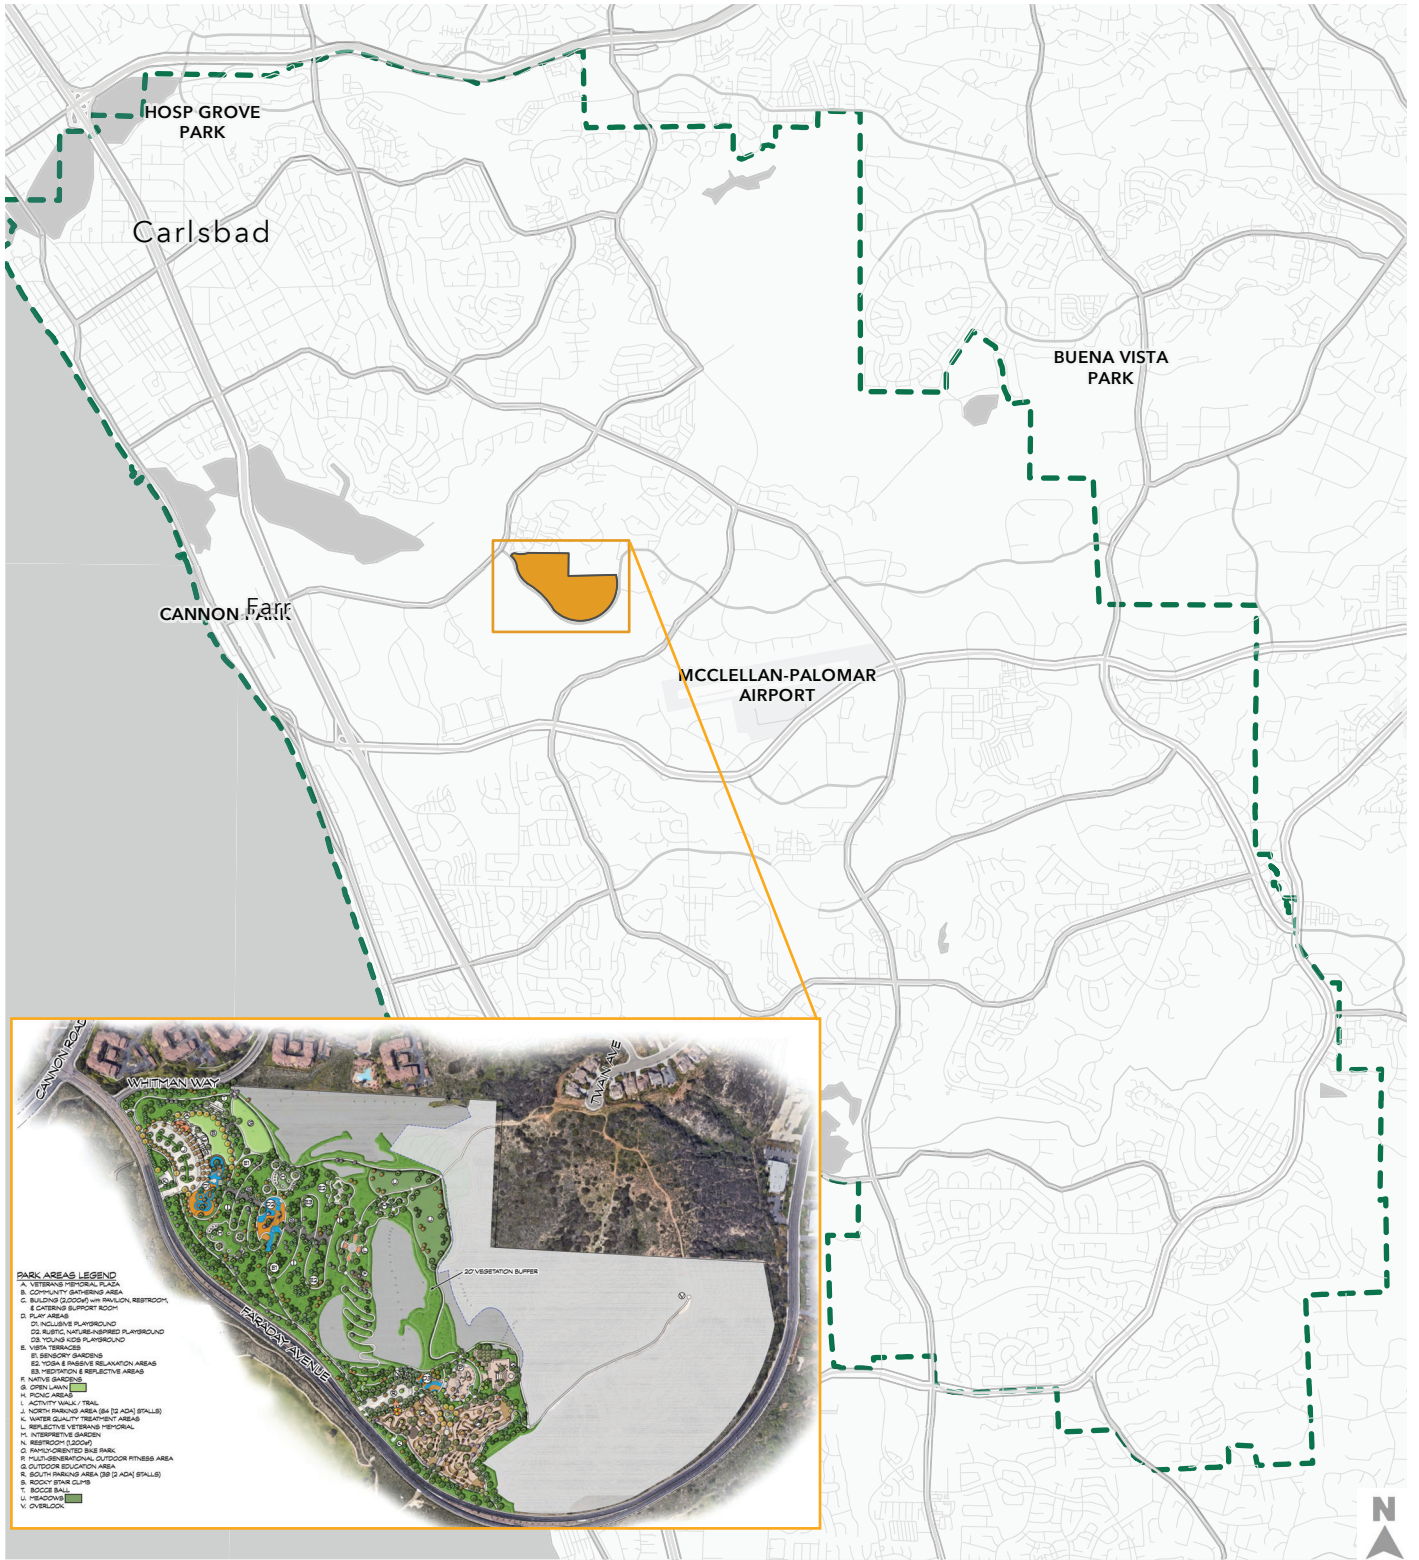 HOSP GROVE
PARK
Carlsbad
BUENA VISTA
PARK
Farr
CANNON PARK
MCCLELLAN-PALOMAR
AIRPORT
CANNON ROAD
WHITMAN WAY
TWAIN AVE
20' VEGETATION BUFFER
FARADAY AVENUE
PARK AREAS LEGEND
A. VETERANS MEMORIAL PLAZA
B. COMMUNITY GATHERING AREA
C. BUILDING (2,000sf) WITH PAVILION, RESTROOM,
& CATERING SUPPORT ROOM
D. PLAY AREAS
D1. INCLUSIVE PLAYGROUND
D2. RUSTIC, NATURE-INSPIRED PLAYGROUND
D3. YOUNG KIDS PLAYGROUND
E. VISTA TERRACES
E1. SENSORY GARDENS
E2. YOGA & PASSIVE RELAXATION AREAS
E3. MEDITATION & REFLECTIVE AREAS
F. NATIVE GARDENS
G. OPEN LAWN
H. PICNIC AREAS
I. ACTIVITY WALK / TRAIL
J. NORTH PARKING AREA (64 [12 ADA] STALLS)
K. WATER QUALITY TREATMENT AREAS
L. REFLECTIVE VETERANS MEMORIAL
M. INTERPRETIVE GARDEN
N. RESTROOM (1,200sf)
O. FAMILY-ORIENTED BIKE PARK
P. MULTI-GENERATIONAL OUTDOOR FITNESS AREA
Q. OUTDOOR EDUCATION AREA
R. SOUTH PARKING AREA (39 [2 ADA] STALLS)
S. ROCKY STAIR CLIMB
T. BOCCE BALL
U. MEADOWS
V. OVERLOOK
N